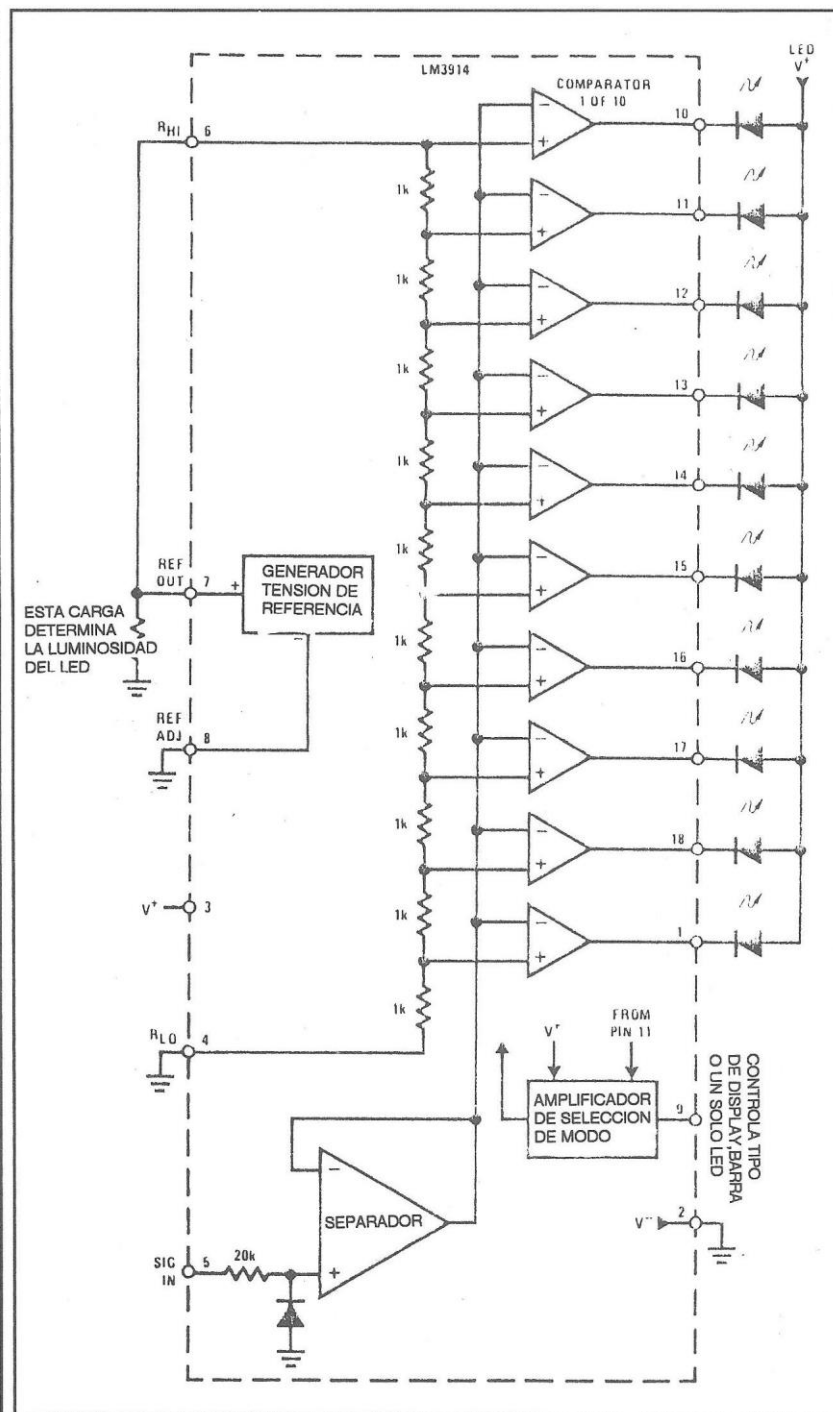 LM3914
COMPARATOR
1 OF 10
LED
V+
RHI
6
10
1k
11
1k
12
1k
13
1k
14
1k
15
REF
OUT
7
+
GENERADOR
TENSION DE
REFERENCIA
−
ESTA CARGA
DETERMINA
LA LUMINOSIDAD
DEL LED
1k
16
REF
ADJ
8
1k
17
1k
18
V+
3
1k
1
1k
RLO
4
V+
FROM
PIN 11
AMPLIFICADOR
DE SELECCION
DE MODO
9
CONTROLA TIPO
DE DISPLAY,BARRA
O UN SOLO LED
SEPARADOR
V−
2
SIG
IN
5
20k